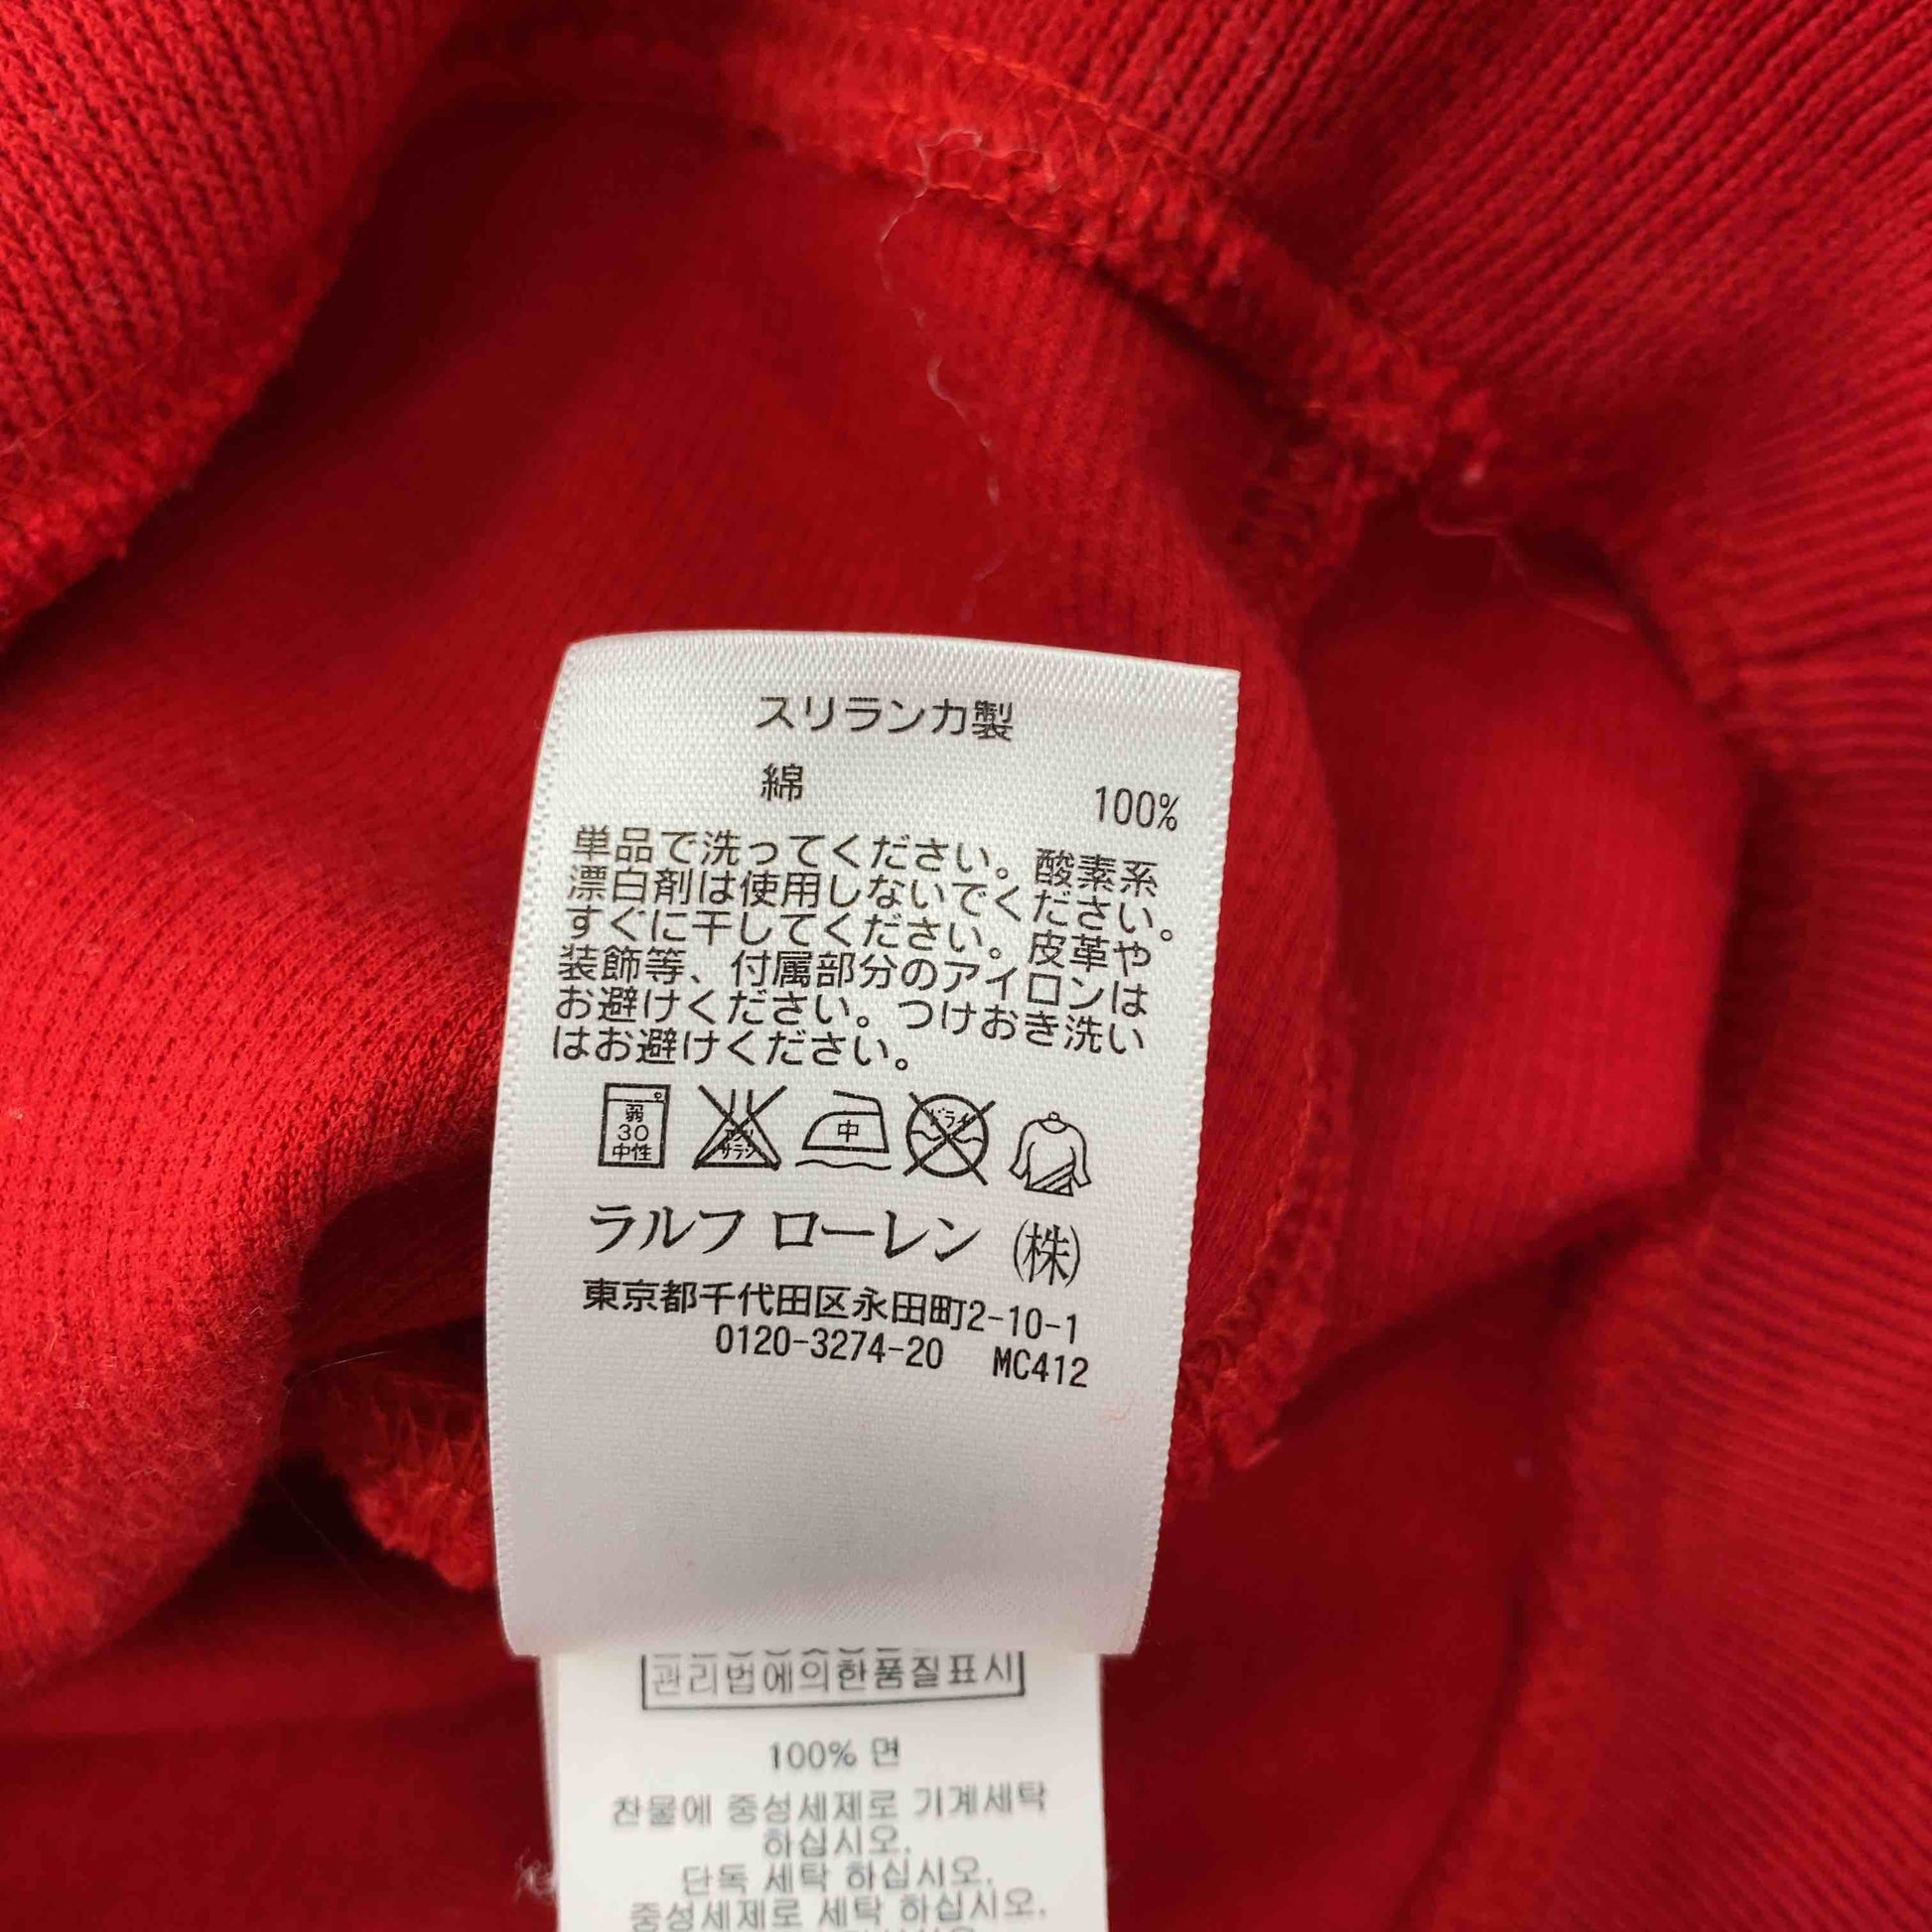 スリランカ製
綿 100%
単品で洗ってください。酸素系
漂白剤は使用しないでください。
すぐに干してください。皮革や
装飾等、付属部分のアイロンは
お避けください。つけおき洗い
はお避けください。
弱
30
中性
中
ドライ
ラルフ ローレン (株)
東京都千代田区永田町2-10-1
0120-3274-20 MC412
관리법에의한품질표시
100% 면
찬물에 중성세제로 기계세탁
하십시오.
단독 세탁 하십시오.
중성세제로 세탁 하십시오.